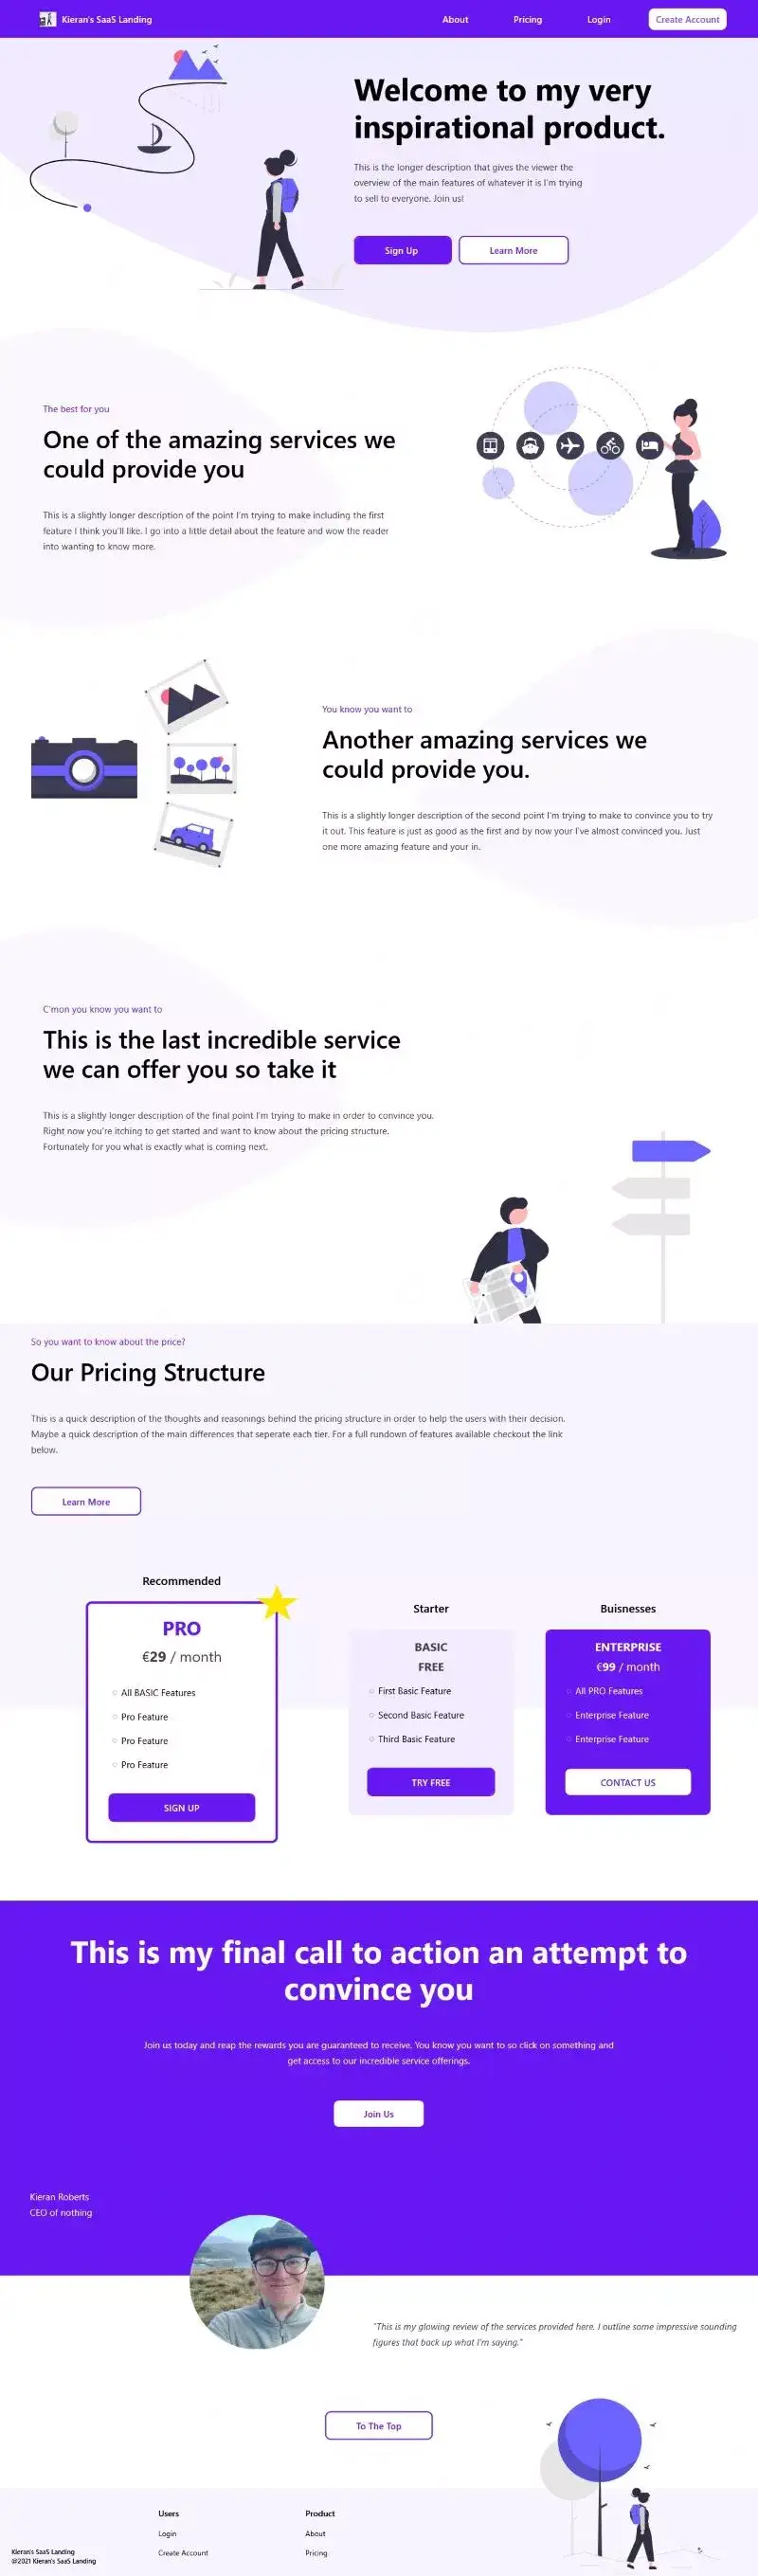 Kieran's SaaS Landing
About
Pricing
Login
Create Account
Welcome to my very
inspirational product.
This is the longer description that gives the viewer the
overview of the main features of whatever it is I'm trying
to sell to everyone. Join us!
Sign Up
Learn More
The best for you
One of the amazing services we
could provide you
This is a slightly longer description of the point I'm trying to make including the first
feature I think you'll like. I go into a little detail about the feature and wow the reader
into wanting to know more.
You know you want to
Another amazing services we
could provide you.
This is a slightly longer description of the second point I'm trying to make to convince you to try
it out. This feature is just as good as the first and by now your I've almost convinced you. Just
one more amazing feature and your in.
C'mon you know you want to
This is the last incredible service
we can offer you so take it
This is a slightly longer description of the final point I'm trying to make in order to convince you.
Right now you're itching to get started and want to know about the pricing structure.
Fortunately for you what is exactly what is coming next.
So you want to know about the price?
Our Pricing Structure
This is a quick description of the thoughts and reasonings behind the pricing structure in order to help the users with their decision.
Maybe a quick description of the main differences that seperate each tier. For a full rundown of features available checkout the link
below.
Learn More
Recommended
PRO
€29 / month
All BASIC Features
Pro Feature
Pro Feature
Pro Feature
SIGN UP
Starter
BASIC
FREE
First Basic Feature
Second Basic Feature
Third Basic Feature
TRY FREE
Buisnesses
ENTERPRISE
€99 / month
All PRO Features
Enterprise Feature
Enterprise Feature
CONTACT US
This is my final call to action an attempt to
convince you
Join us today and reap the rewards you are guaranteed to receive. You know you want to so click on something and
get access to our incredible service offerings.
Join Us
Kieran Roberts
CEO of nothing
"This is my glowing review of the services provided here. I outline some impressive sounding
figures that back up what I'm saying."
To The Top
Users
Login
Create Account
Product
About
Pricing
Kieran's SaaS Landing
@2021 Kieran's SaaS Landing